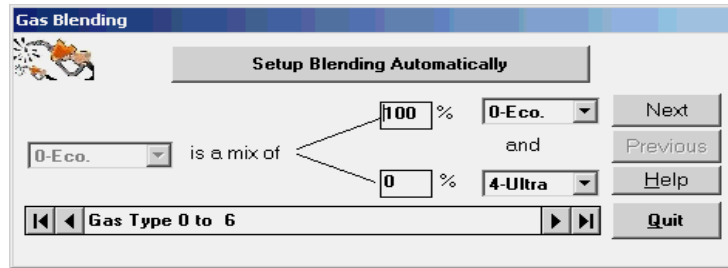 Gas Blending
Setup Blending Automatically
100 % 0-Eco. Next
0-Eco. is a mix of and Previous
0 % 4-Ultra Help
Gas Type 0 to 6 Quit